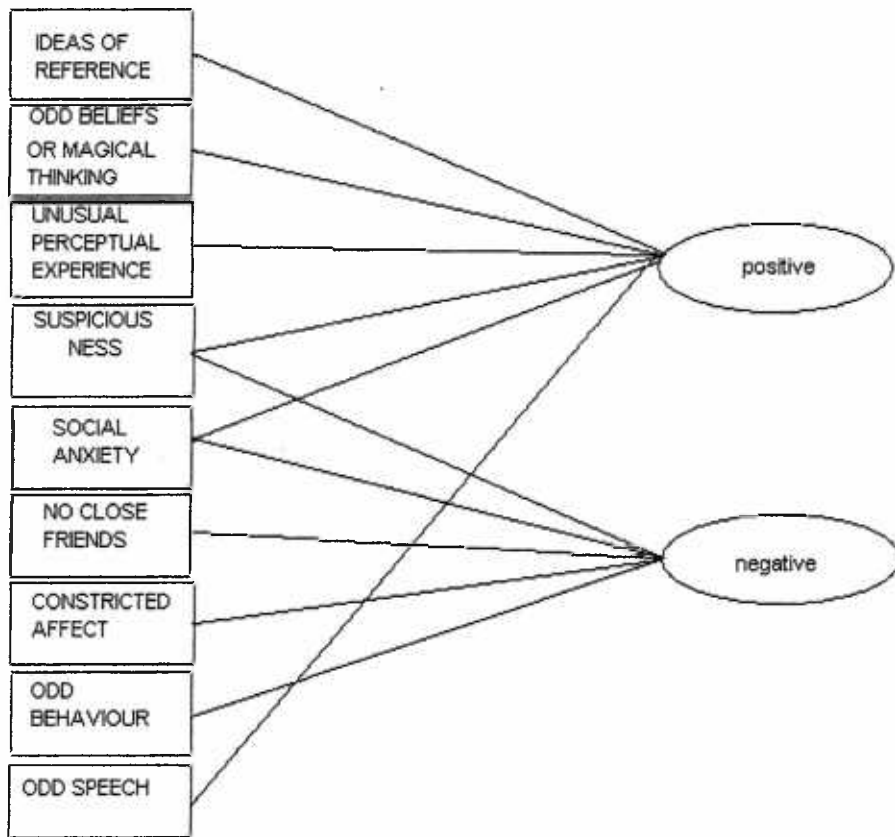 IDEAS OF
REFERENCE
ODD BELIEFS
OR MAGICAL
THINKING
UNUSUAL
PERCEPTUAL
EXPERIENCE
SUSPICIOUS
NESS
SOCIAL
ANXIETY
NO CLOSE
FRIENDS
CONSTRICTED
AFFECT
ODD
BEHAVIOUR
ODD SPEECH
positive
negative